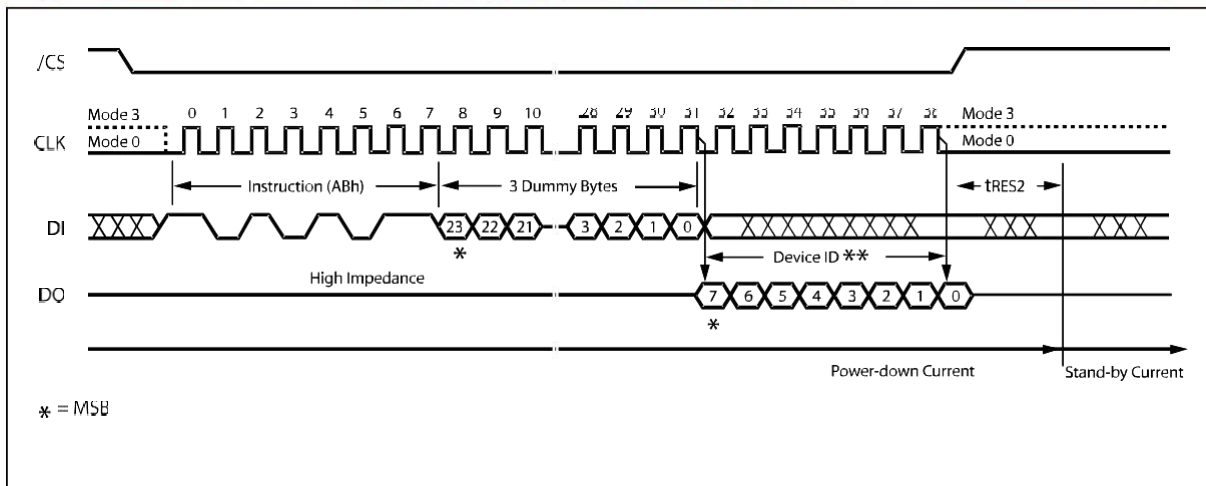 /CS
Mode 3 0 1 2 3 4 5 6 7 8 9 10 28 29 30 31 32 33 34 35 36 37 38 Mode 3
CLK Mode 0 Mode 0
Instruction (ABh) 3 Dummy Bytes tRES2
DI 23 22 21 3 2 1 0
* Device ID **
High Impedance
DO 7 6 5 4 3 2 1 0
*
Power-down Current Stand-by Current
* = MSB